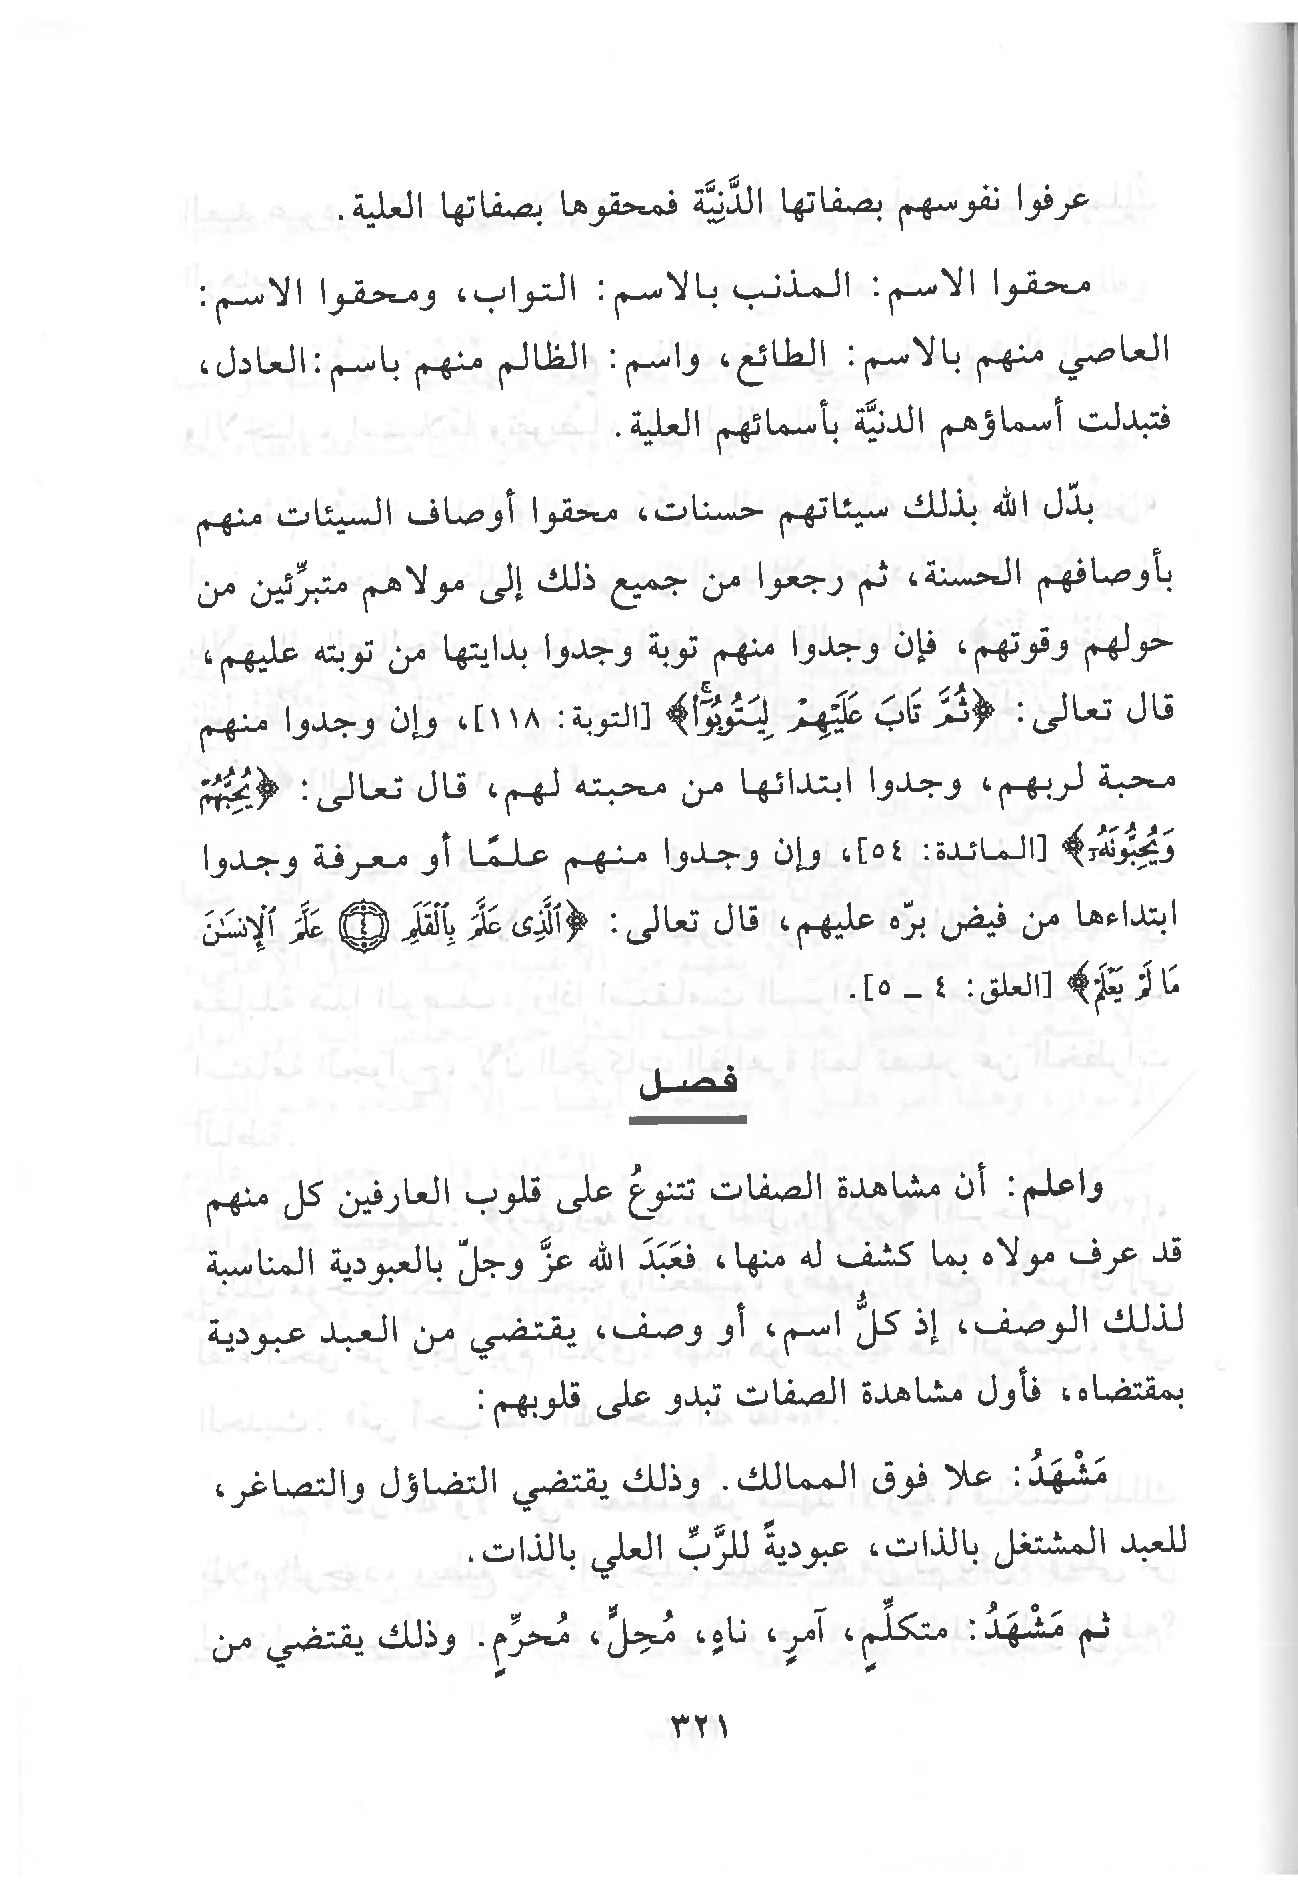 عرفوا نفوسهم بصفاتها الدَّنِيَّة فمحقوها بصفاتها العلية.
محقوا الاسم: المذنب بالاسم: التواب، ومحقوا الاسم:
العاصي منهم بالاسم: الطائع، واسم: الظالم منهم باسم:العادل،
فتبدلت أسماؤهم الدنيَّة بأسمائهم العلية.
بدّل الله بذلك سيئاتهم حسنات، محقوا أوصاف السيئات منهم
بأوصافهم الحسنة، ثم رجعوا من جميع ذلك إلى مولاهم متبرِّئين من
حولهم وقوتهم، فإن وجدوا منهم توبة وجدوا بدايتها من توبته عليهم،
قال تعالى: ﴿ثُمَّ تَابَ عَلَيْهِمْ لِيَتُوبُوٓا۟ۚ﴾ [التوبة: ١١٨]، وإن وجدوا منهم
محبة لربهم، وجدوا ابتدائها من محبته لهم، قال تعالى: ﴿يُحِبُّهُمْ
وَيُحِبُّونَهُۥ﴾ [المائدة: ٥٤]، وإن وجدوا منهم علمًا أو معرفة وجدوا
ابتداءها من فيض برّه عليهم، قال تعالى: ﴿ٱلَّذِى عَلَّمَ بِٱلْقَلَمِ ۝٤ عَلَّمَ ٱلْإِنسَـٰنَ
مَا لَمْ يَعْلَمْ﴾ [العلق: ٤ ـ ٥].
فصل
واعلم: أن مشاهدة الصفات تتنوعُ على قلوب العارفين كل منهم
قد عرف مولاه بما كشف له منها، فعَبَدَ الله عزَّ وجلّ بالعبودية المناسبة
لذلك الوصف، إذ كلُّ اسم، أو وصف، يقتضي من العبد عبودية
بمقتضاه، فأول مشاهدة الصفات تبدو على قلوبهم:
مَشْهَدُ: علا فوق الممالك. وذلك يقتضي التضاؤل والتصاغر،
للعبد المشتغل بالذات، عبوديةً للرَّبِّ العلي بالذات.
ثم مَشْهَدُ: متكلِّمٍ، آمرٍ، ناهٍ، مُحِلٍّ، مُحرِّمٍ. وذلك يقتضي من
٣٢١